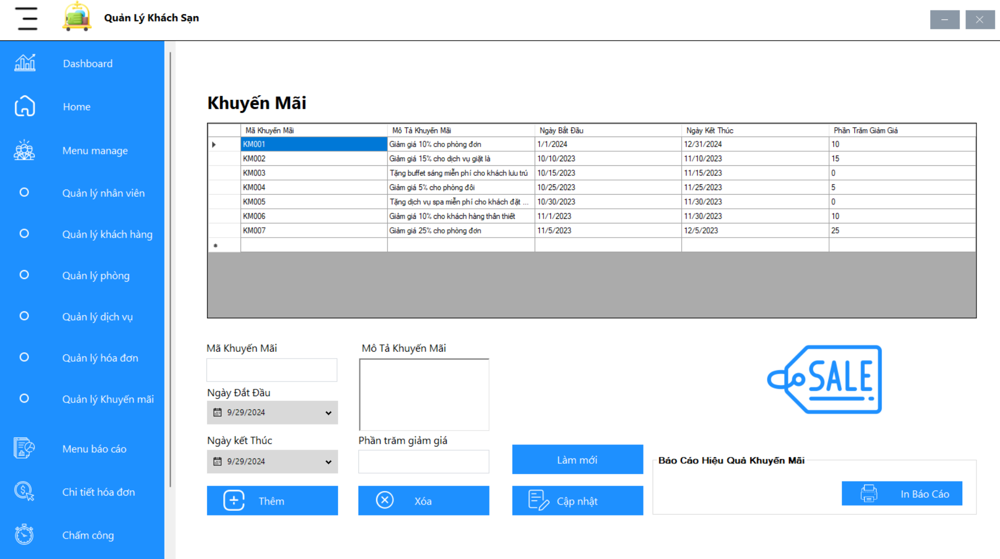 Quản Lý Khách Sạn
Dashboard
Home
Menu manage
Quản lý nhân viên
Quản lý khách hàng
Quản lý phòng
Quản lý dịch vụ
Quản lý hóa đơn
Quản lý Khuyến mãi
Menu báo cáo
Chi tiết hóa đơn
Chấm công
Khuyến Mãi
Mã Khuyến Mãi Mô Tả Khuyến Mãi Ngày Bắt Đầu Ngày Kết Thúc Phần Trăm Giảm Giá
KM001 Giảm giá 10% cho phòng đơn 1/1/2024 12/31/2024 10
KM002 Giảm giá 15% cho dịch vụ giặt là 10/10/2023 11/10/2023 15
KM003 Tặng buffet sáng miễn phí cho khách lưu trú 10/15/2023 11/15/2023 0
KM004 Giảm giá 5% cho phòng đôi 10/25/2023 11/25/2023 5
KM005 Tặng dịch vụ spa miễn phí cho khách đặt ... 10/30/2023 11/30/2023 0
KM006 Giảm giá 10% cho khách hàng thân thiết 11/1/2023 11/30/2023 10
KM007 Giảm giá 25% cho phòng đơn 11/5/2023 12/5/2023 25
Mã Khuyến Mãi
Mô Tả Khuyến Mãi
Ngày Đắt Đầu
9/29/2024
Ngày kết Thúc
9/29/2024
Phần trăm giảm giá
SALE
Làm mới
Thêm
Xóa
Cập nhật
Báo Cáo Hiệu Quả Khuyến Mãi
In Báo Cáo